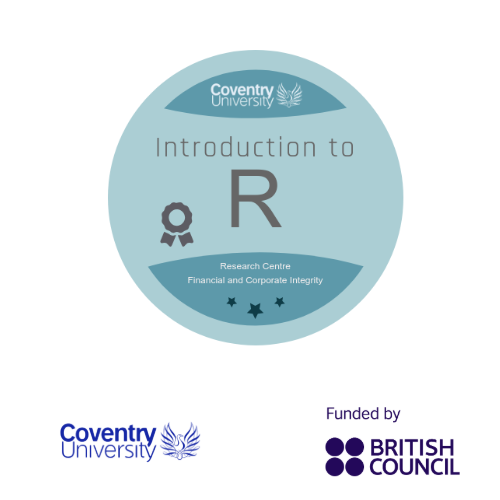 Coventry
University
Introduction to
R
Research Centre
Financial and Corporate Integrity
Coventry
University
Funded by
BRITISH
COUNCIL